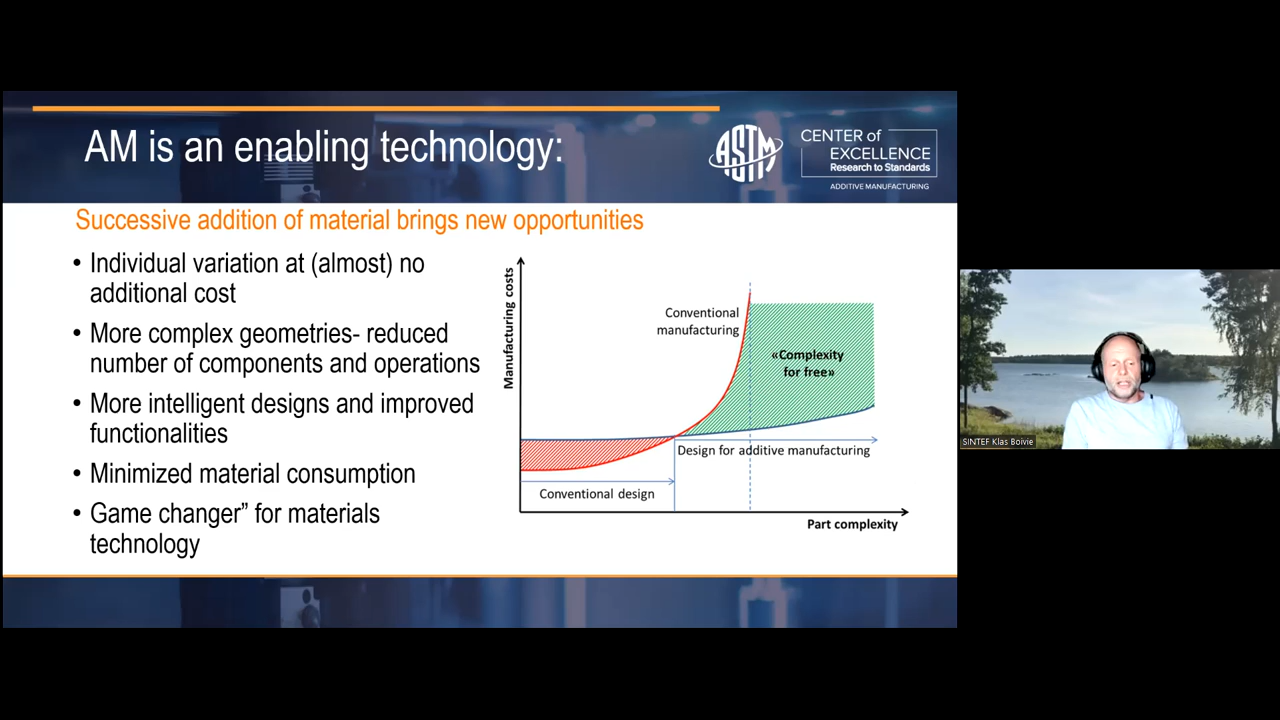 AM is an enabling technology:
ASTM
CENTER of
EXCELLENCE
Research to Standards
ADDITIVE MANUFACTURING
Successive addition of material brings new opportunities
• Individual variation at (almost) no
additional cost
• More complex geometries- reduced
number of components and operations
• More intelligent designs and improved
functionalities
• Minimized material consumption
• Game changer” for materials
technology
Manufacturing costs
Conventional
manufacturing
«Complexity
for free»
Design for additive manufacturing
Conventional design
Part complexity
SINTEF Klas Boivie